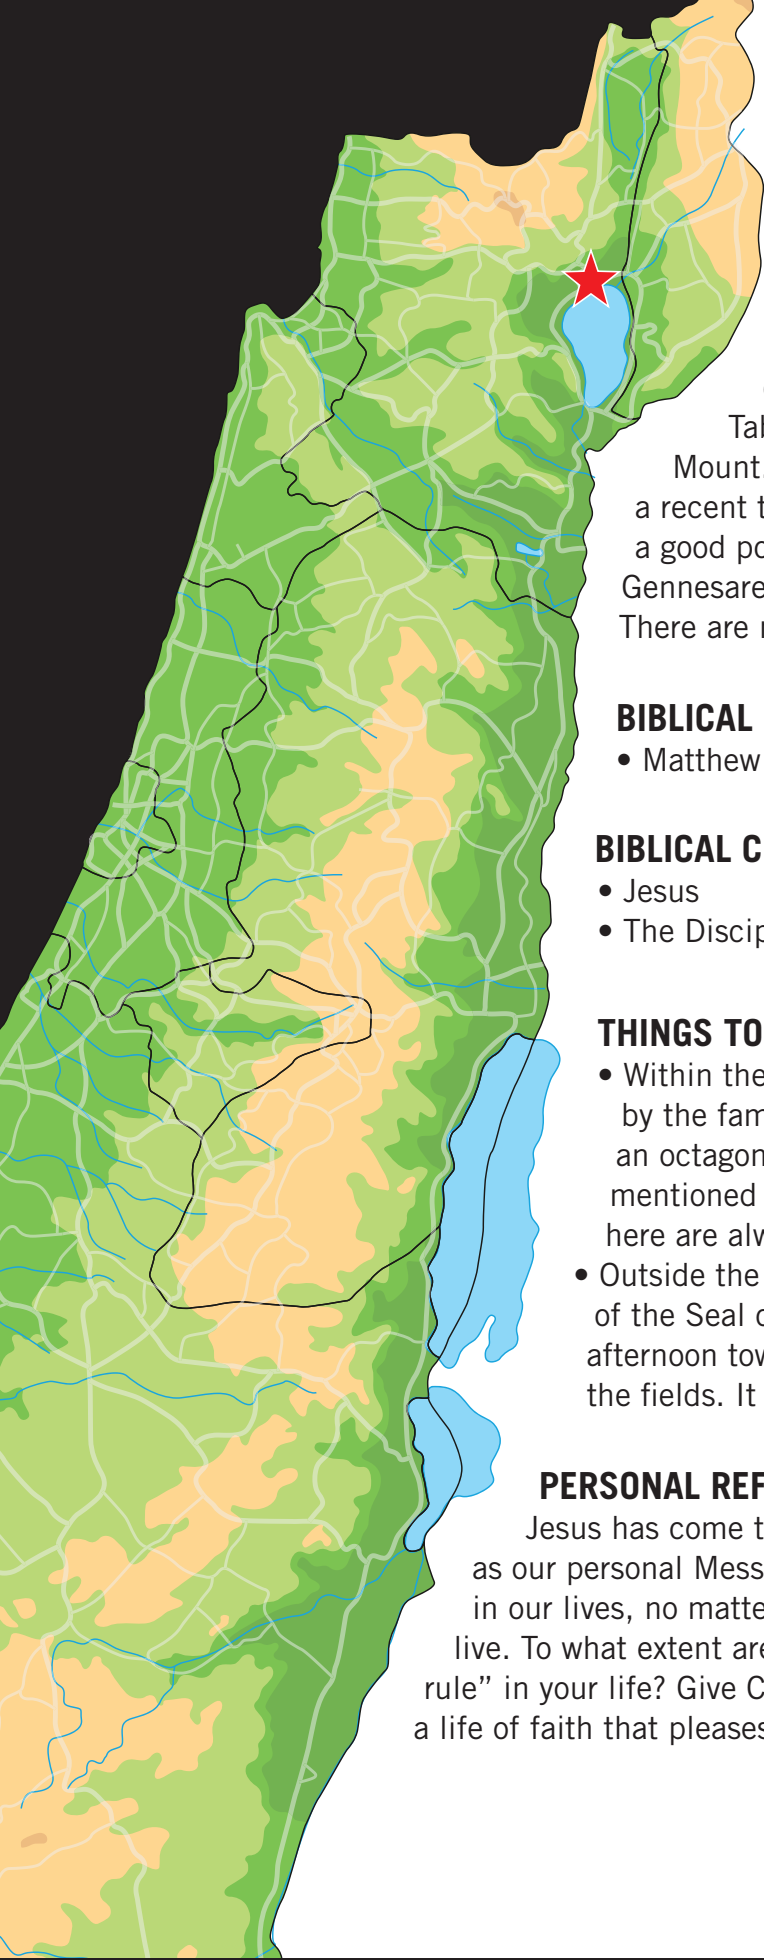 Tab
Mount
a recent t
a good po
Gennesare
There are
BIBLICAL
• Matthew
BIBLICAL C
• Jesus
• The Discip
THINGS TO
• Within the
by the fam
an octagon
mentioned
here are alw
• Outside the
of the Seal o
afternoon tow
the fields. It
PERSONAL REF
Jesus has come t
as our personal Mess
in our lives, no matte
live. To what extent are
rule” in your life? Give C
a life of faith that pleases